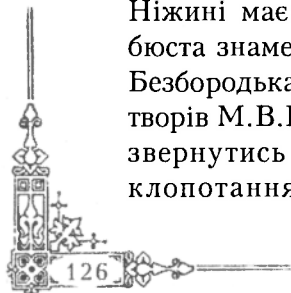 Ніжині має
бюста знаме
Безбородька
творів М.В.
звернутись
клопотання
126